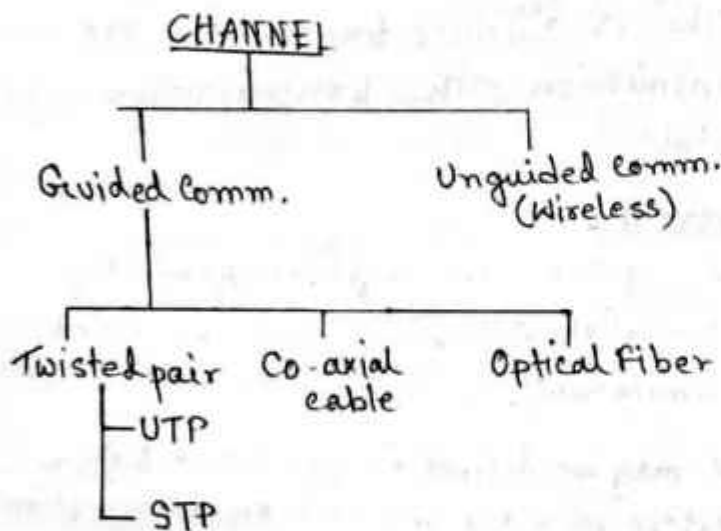 CHANNEL
Guided Comm.
Unguided Comm.
(Wireless)
Twisted pair
Co-axial
cable
Optical Fiber
UTP
STP